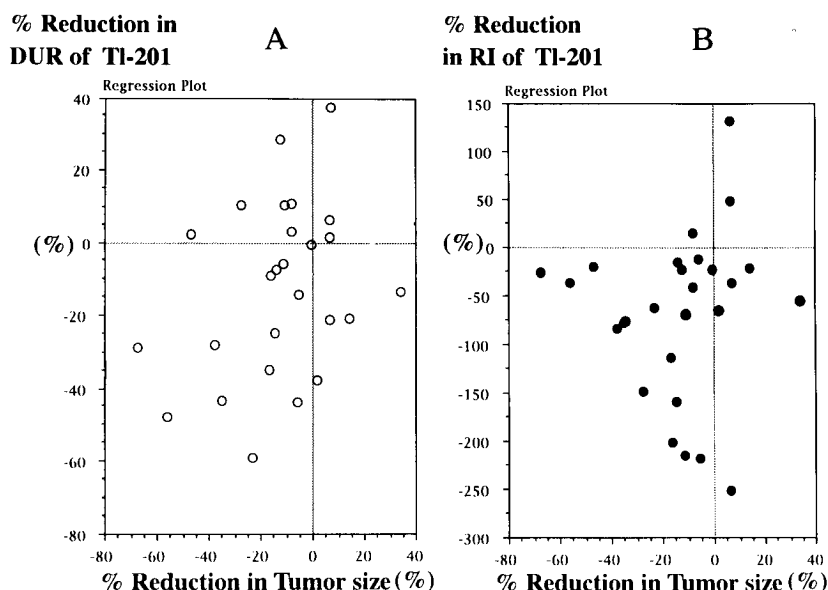 % Reduction in
DUR of Tl-201
A
Regression Plot
40
20
0
-20
-40
-60
-80
(%)
-80 -60 -40 -20 0 20 40
% Reduction in Tumor size (%)
% Reduction
in RI of Tl-201
B
Regression Plot
150
100
50
0
-50
-100
-150
-200
-250
-300
(%)
-80 -60 -40 -20 0 20 40
% Reduction in Tumor size (%)